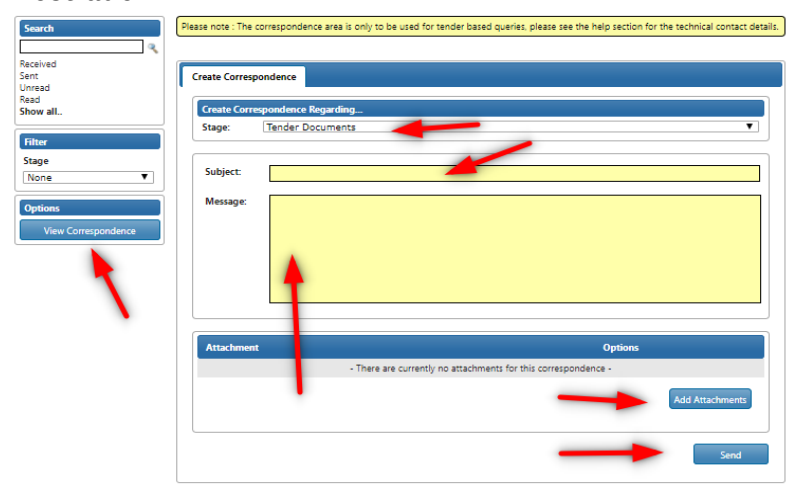 Please note : The correspondence area is only to be used for tender based queries, please see the help section for the technical contact details.
Search
Received
Sent
Unread
Read
Show all..
Filter
Stage
None
Options
View Correspondence
Create Correspondence
Create Correspondence Regarding...
Stage: Tender Documents
Subject:
Message:
Attachment Options
- There are currently no attachments for this correspondence -
Add Attachments
Send